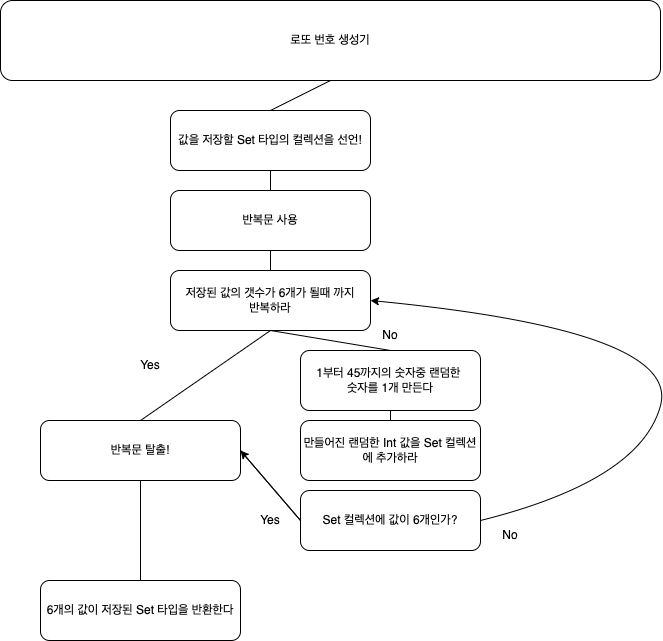 로또 번호 생성기
값을 저장할 Set 타입의 컬렉션을 선언!
반복문 사용
저장된 값의 갯수가 6개가 될때 까지
반복하라
No
Yes
1부터 45까지의 숫자중 랜덤한
숫자를 1개 만든다
만들어진 랜덤한 Int 값을 Set 컬렉션
에 추가하라
반복문 탈출!
Set 컬렉션에 값이 6개인가?
Yes
No
6개의 값이 저장된 Set 타입을 반환한다